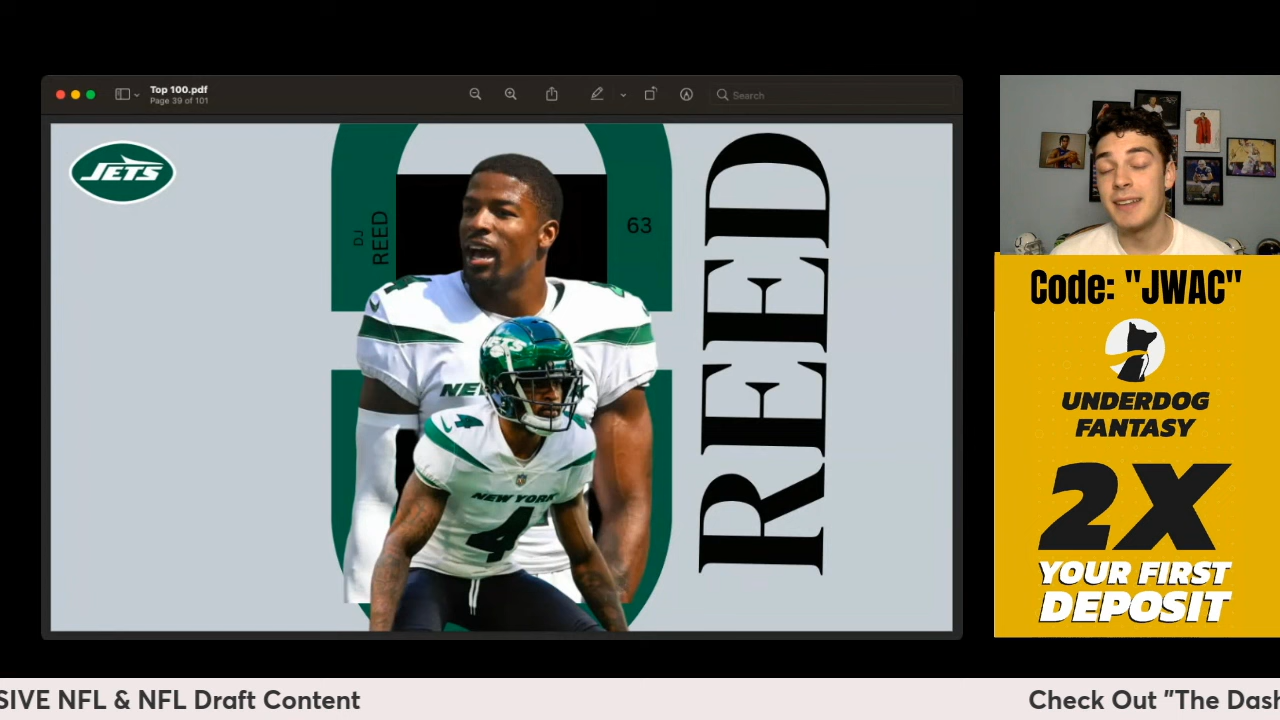 Top 100.pdf
Page 39 of 101
Search
JETS
DJ
REED
63
REED
JETS
NEW YORK
4
Code: "JWAC"
UNDERDOG
FANTASY
2X
YOUR FIRST
DEPOSIT
SIVE NFL & NFL Draft Content
Check Out "The Dash